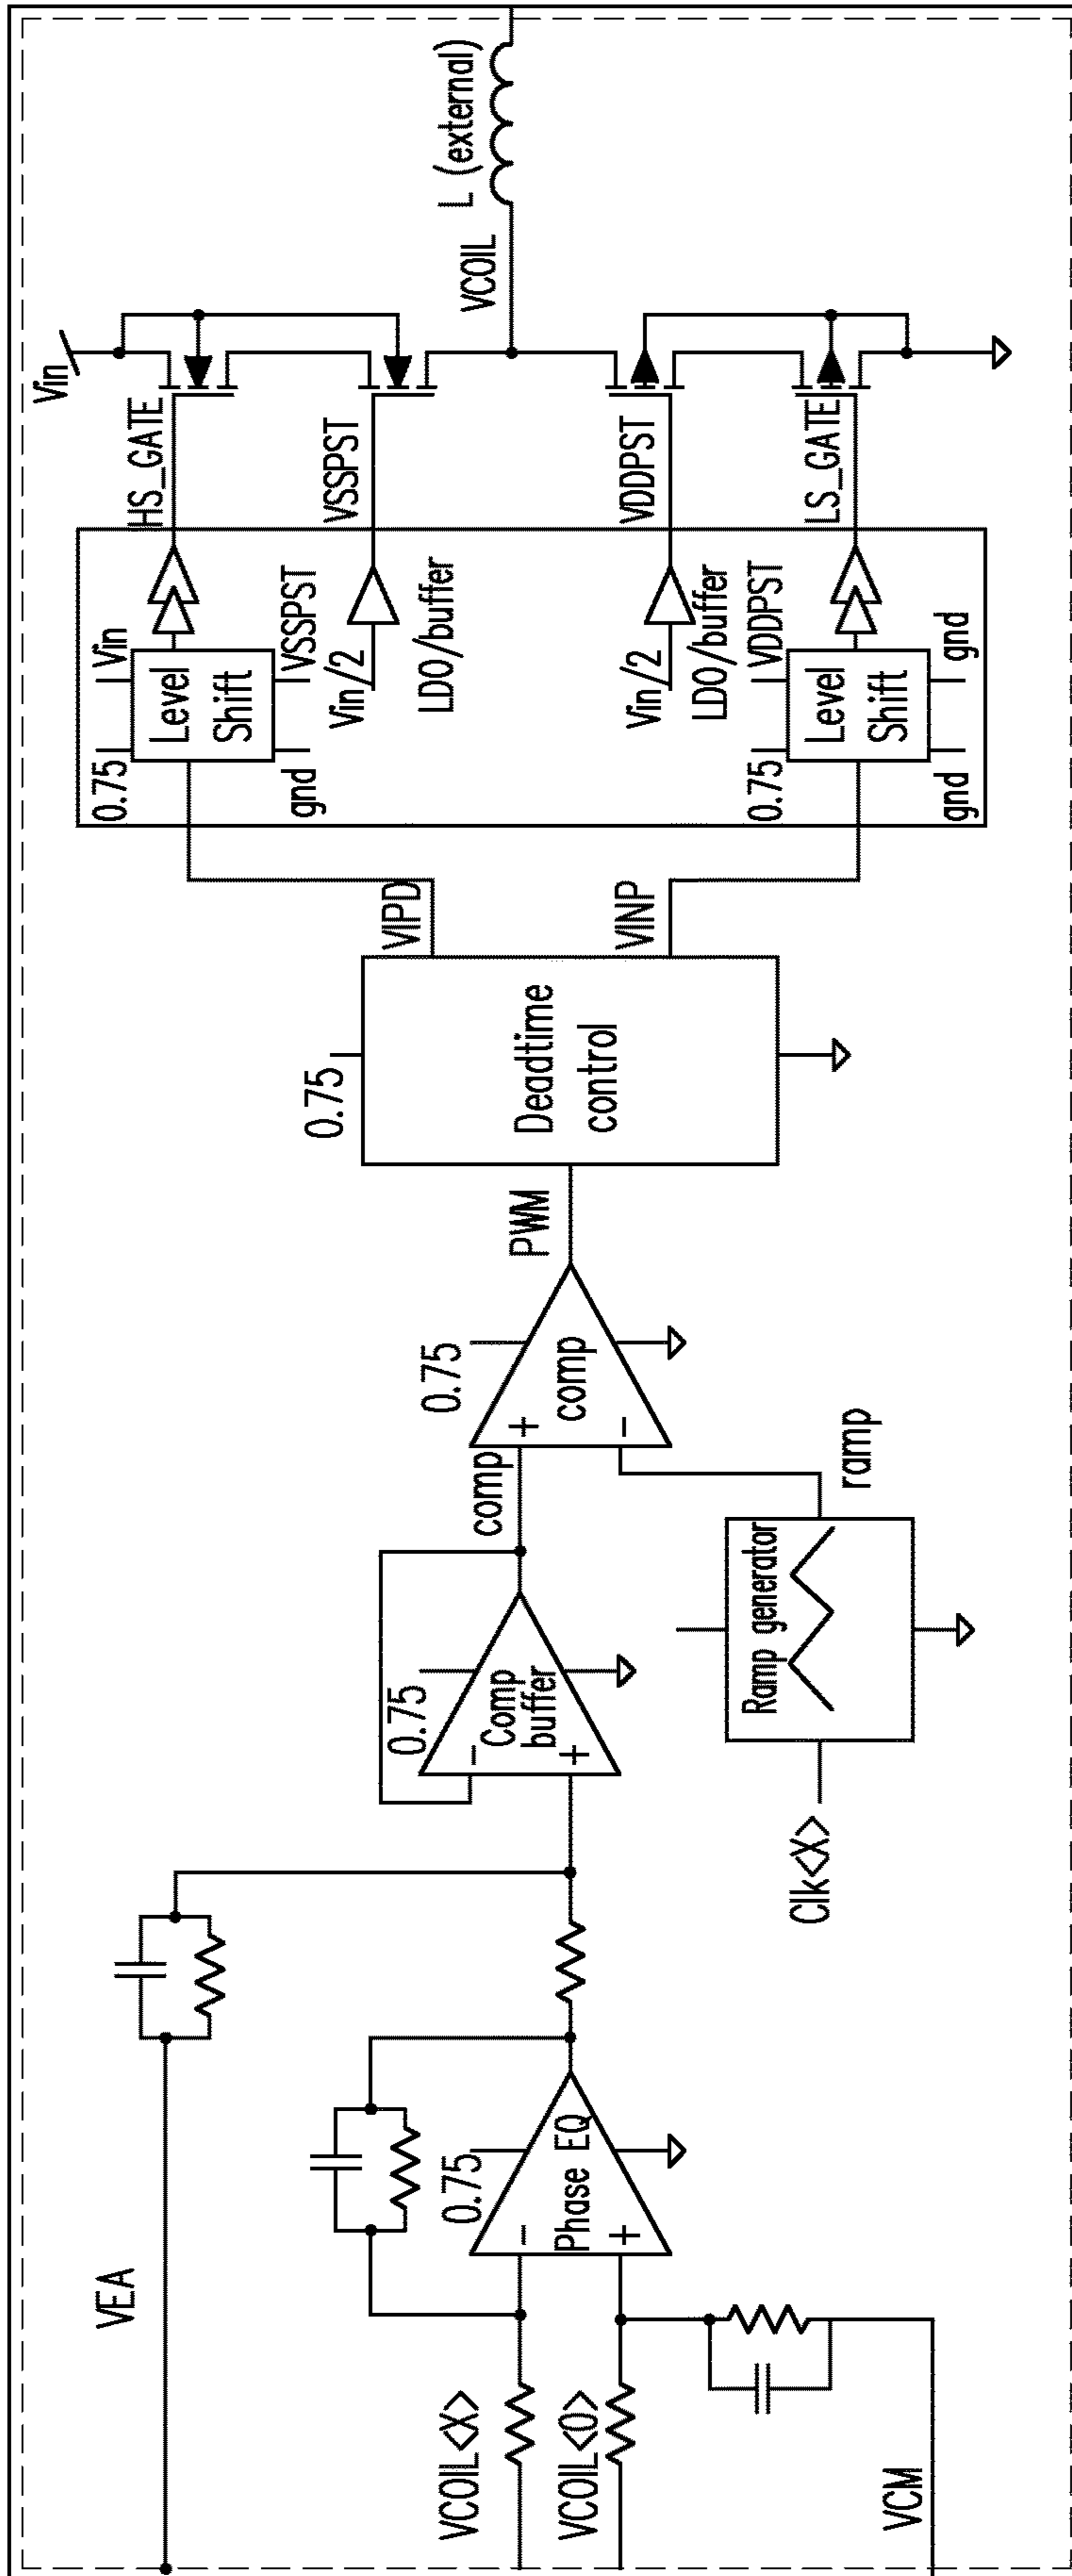 VEA
VCOIL<X>
VCOIL<0>
VCM
0.75
Phase EQ
-
+
0.75
Comp
buffer
-
+
comp
Clk<X>
Ramp generator
ramp
0.75
comp
+
-
PWM
0.75
Deadtime
control
VIPD
VINP
0.75
Vin
Level
Shift
gnd
VSSPST
Vin/2
LDO/buffer
Vin/2
LDO/buffer
0.75
VDDPST
Level
Shift
gnd
gnd
HS_GATE
VSSPST
VDDPST
LS_GATE
Vin
VCOIL
L (external)